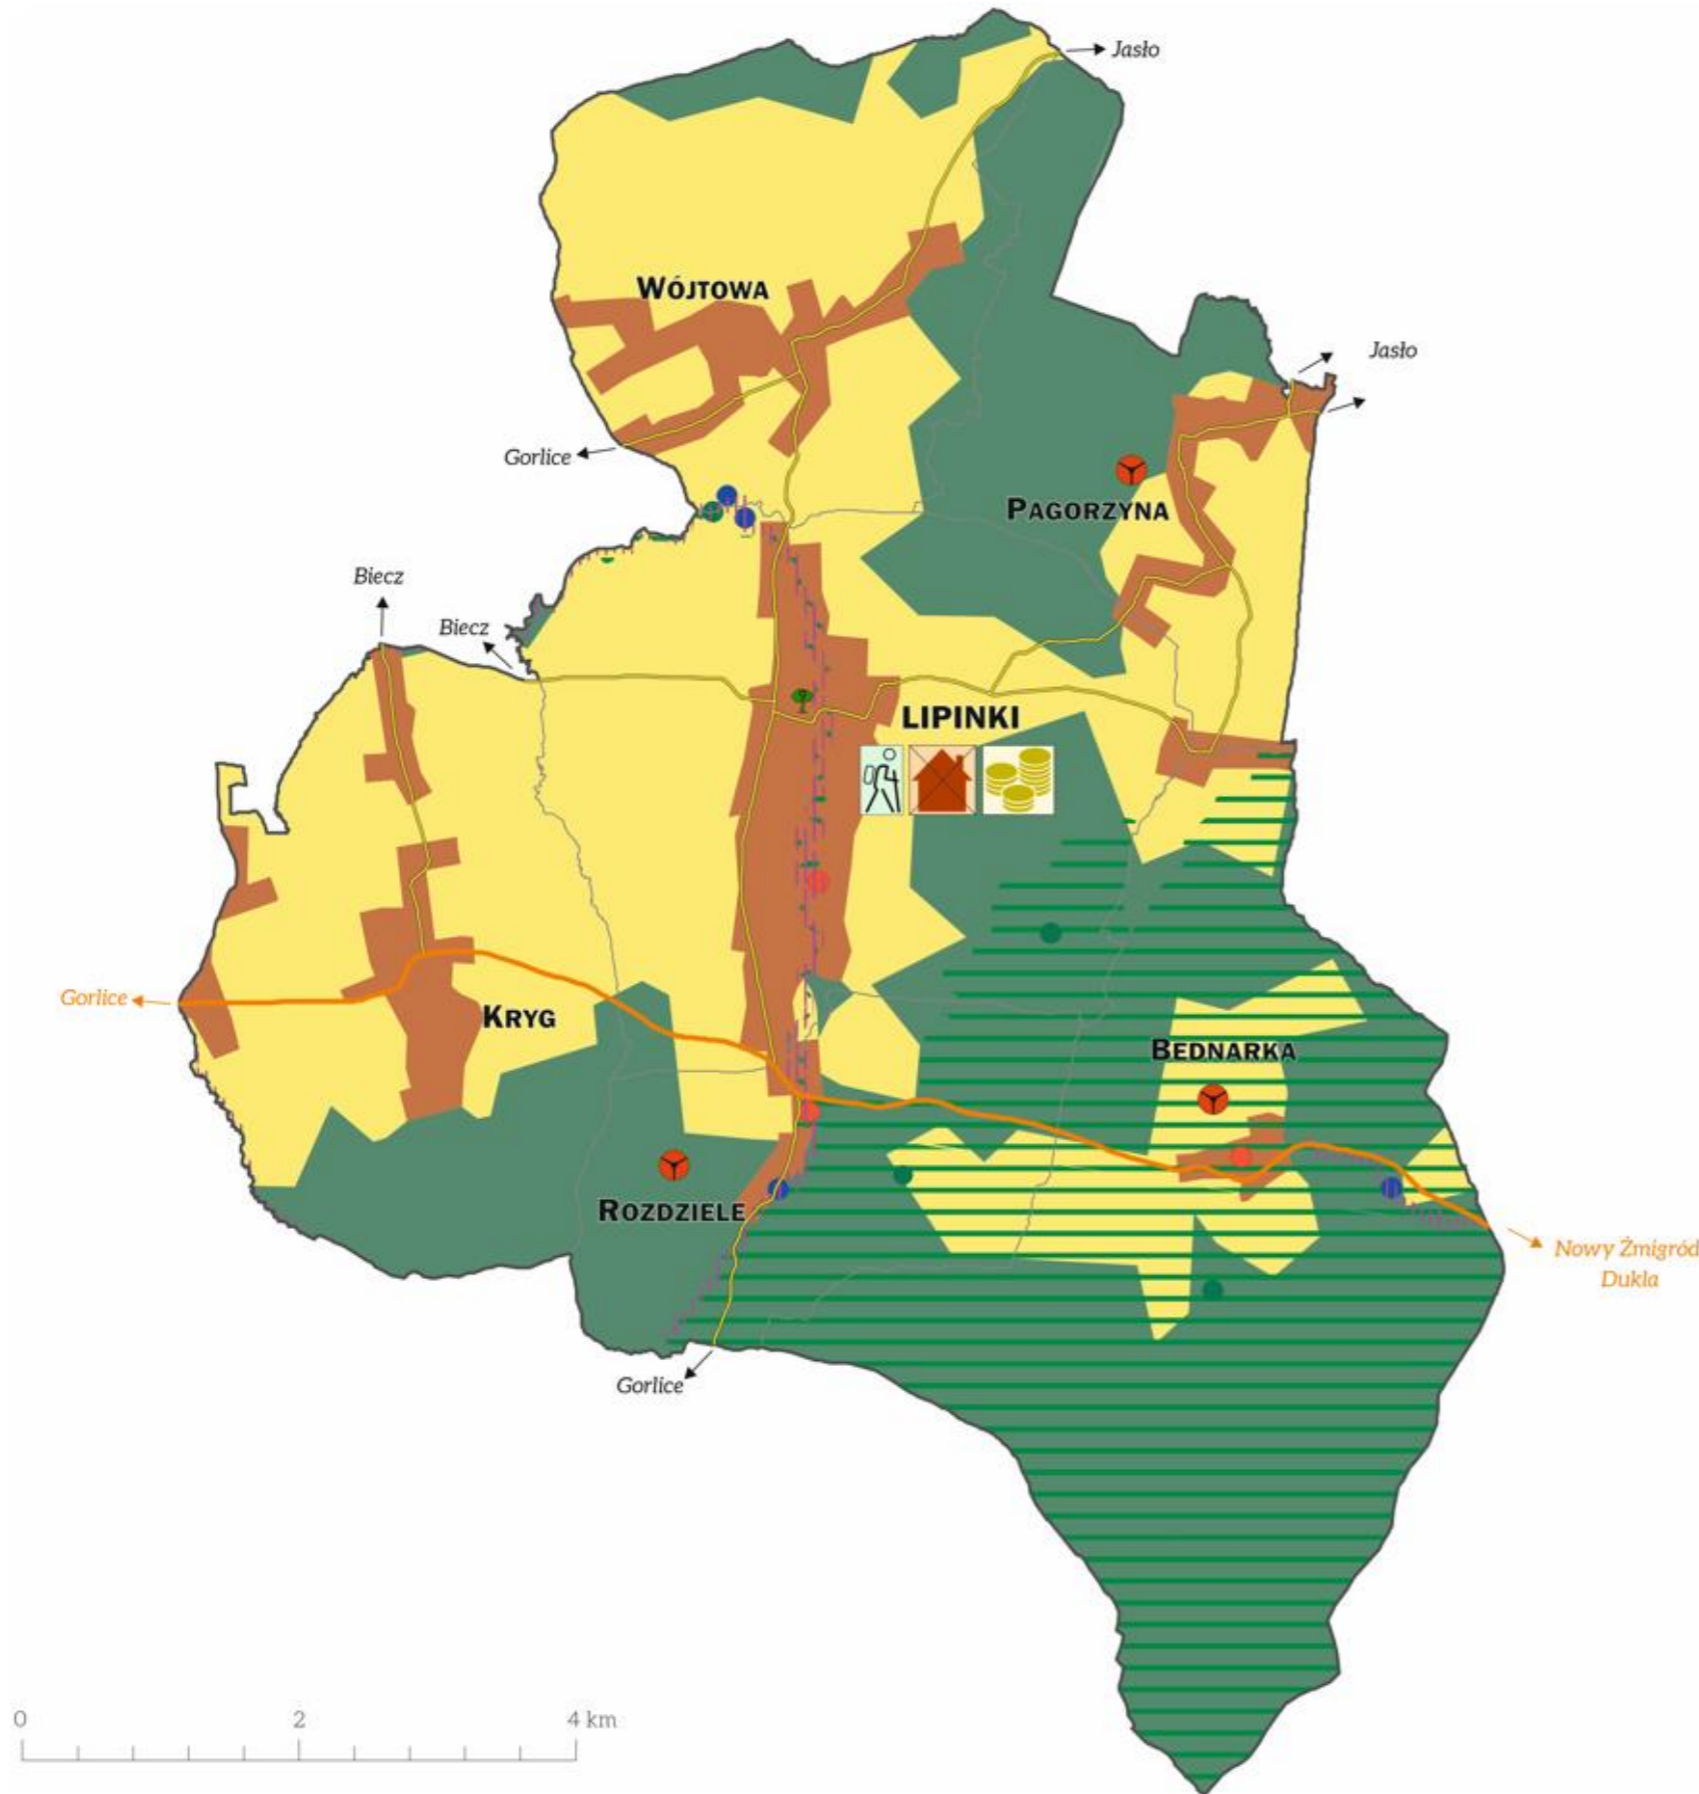 Jasło
WÓJTOWA
Jasło
Gorlice
PAGORZYNA
Biecz
Biecz
LIPINKI
Gorlice
KRYG
BEDNARKA
ROZDZIELE
Nowy Żmigród
Dukla
Gorlice
0 2 4 km